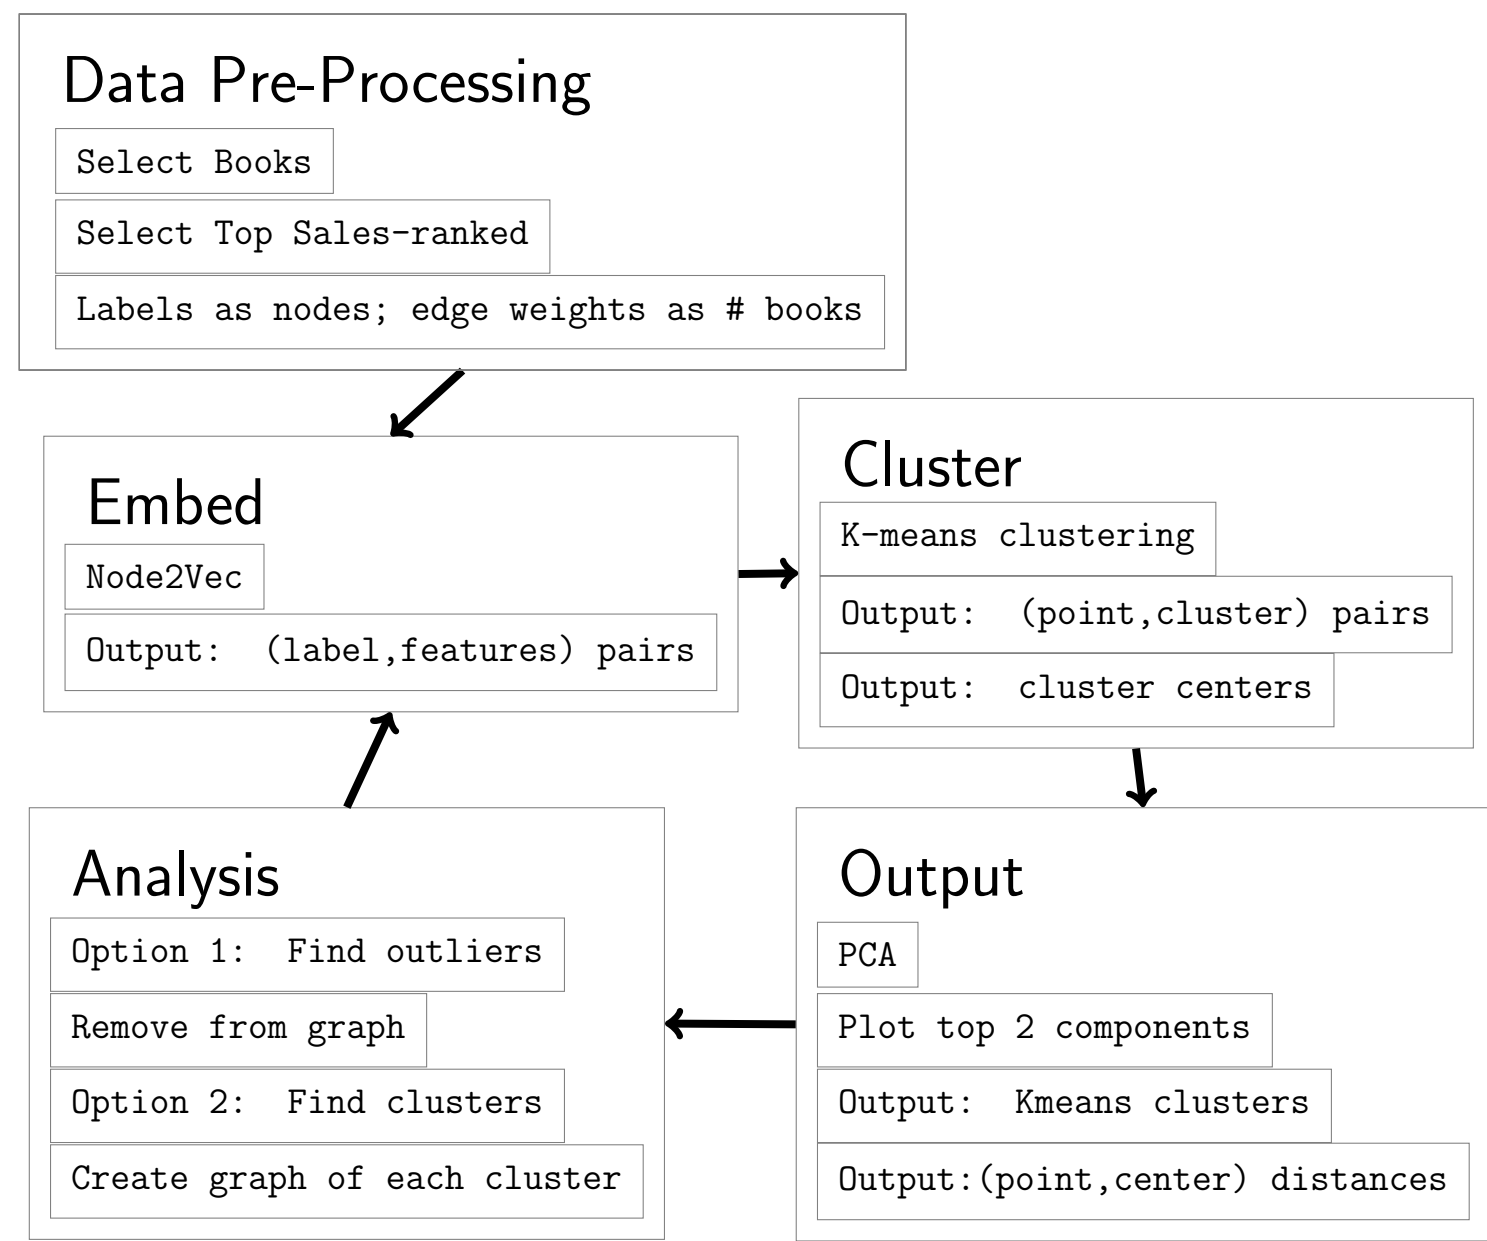 Data Pre-Processing
Select Books
Select Top Sales-ranked
Labels as nodes; edge weights as # books
Embed
Node2Vec
Output:  (label,features) pairs
Cluster
K-means clustering
Output:  (point,cluster) pairs
Output:  cluster centers
Output
PCA
Plot top 2 components
Output:  Kmeans clusters
Output:(point,center) distances
Analysis
Option 1:  Find outliers
Remove from graph
Option 2:  Find clusters
Create graph of each cluster